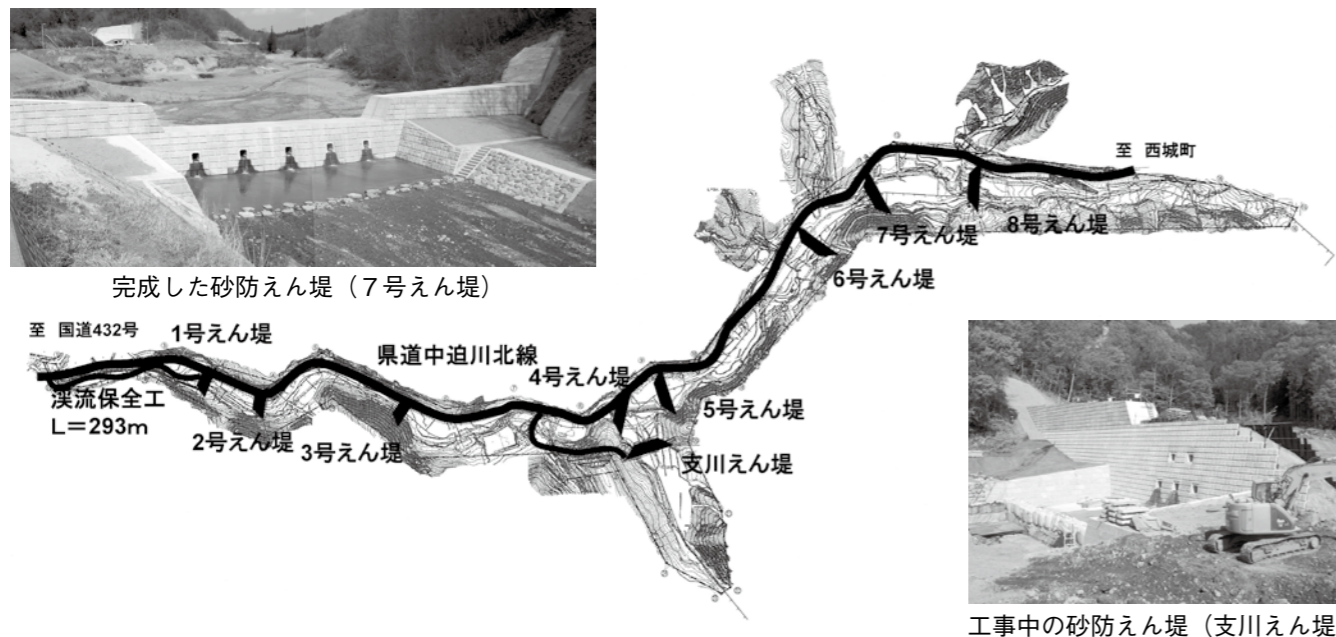 完成した砂防えん堤（７号えん堤）
至 西城町
8号えん堤
7号えん堤
6号えん堤
至 国道432号
1号えん堤
県道中迫川北線
4号えん堤
渓流保全工
L＝293m
5号えん堤
2号えん堤
3号えん堤
支川えん堤
工事中の砂防えん堤（支川えん堤